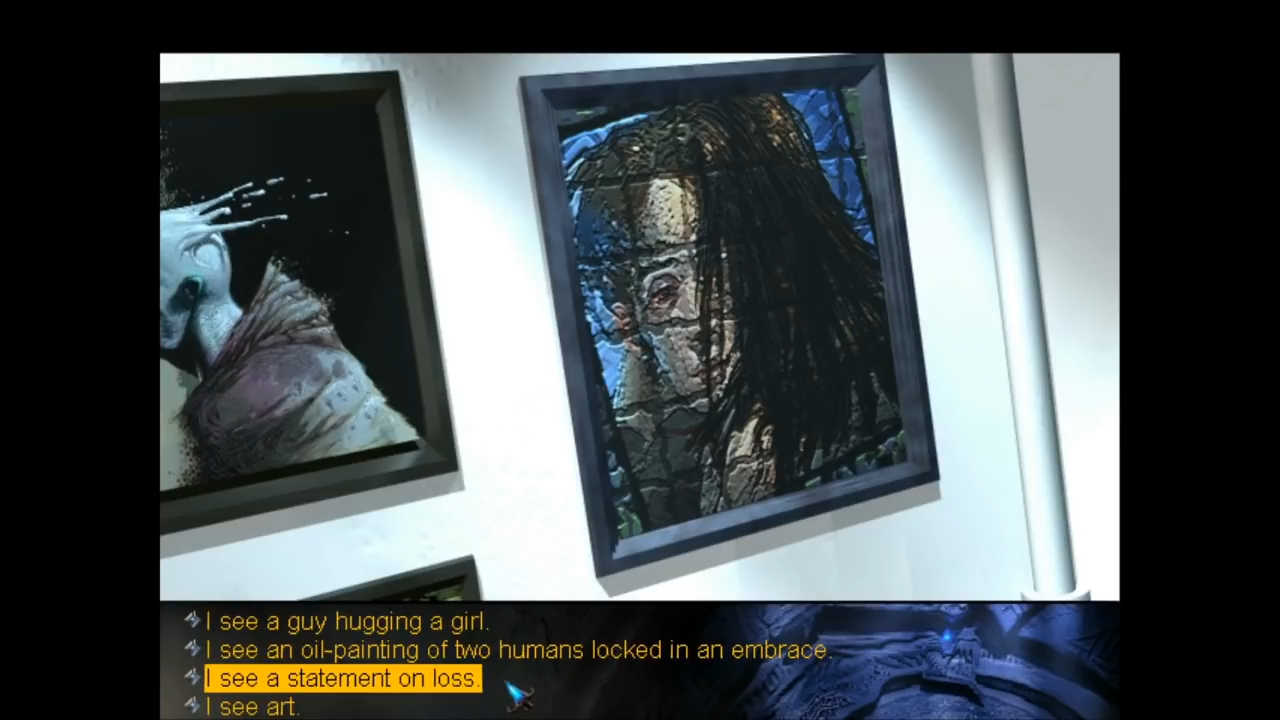 I see a guy hugging a girl.
I see an oil-painting of two humans locked in an embrace.
I see a statement on loss.
I see art.